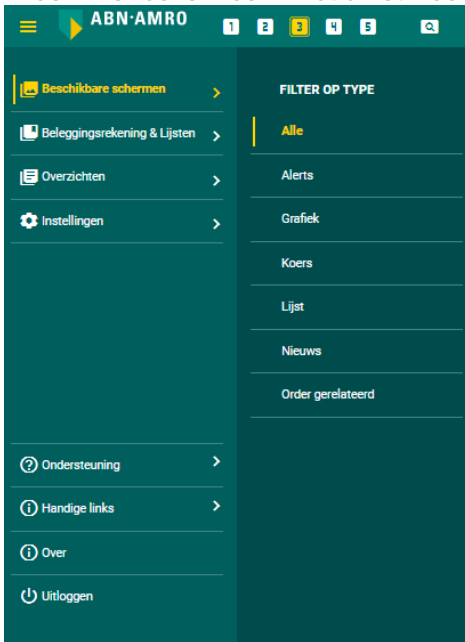 ABN·AMRO
1 2 3 4 5
Beschikbare schermen
Beleggingsrekening & Lijsten
Overzichten
Instellingen
Ondersteuning
Handige links
Over
Uitloggen
FILTER OP TYPE
Alle
Alerts
Grafiek
Koers
Lijst
Nieuws
Order gerelateerd